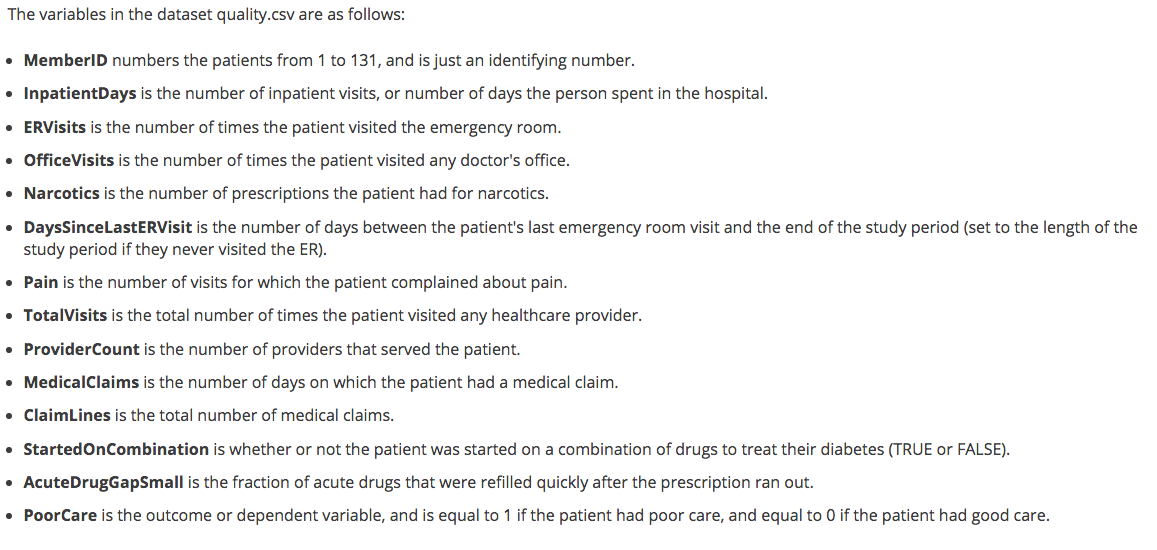 The variables in the dataset quality.csv are as follows:
• MemberID numbers the patients from 1 to 131, and is just an identifying number.
• InpatientDays is the number of inpatient visits, or number of days the person spent in the hospital.
• ERVisits is the number of times the patient visited the emergency room.
• OfficeVisits is the number of times the patient visited any doctor's office.
• Narcotics is the number of prescriptions the patient had for narcotics.
• DaysSinceLastERVisit is the number of days between the patient's last emergency room visit and the end of the study period (set to the length of the
study period if they never visited the ER).
• Pain is the number of visits for which the patient complained about pain.
• TotalVisits is the total number of times the patient visited any healthcare provider.
• ProviderCount is the number of providers that served the patient.
• MedicalClaims is the number of days on which the patient had a medical claim.
• ClaimLines is the total number of medical claims.
• StartedOnCombination is whether or not the patient was started on a combination of drugs to treat their diabetes (TRUE or FALSE).
• AcuteDrugGapSmall is the fraction of acute drugs that were refilled quickly after the prescription ran out.
• PoorCare is the outcome or dependent variable, and is equal to 1 if the patient had poor care, and equal to 0 if the patient had good care.